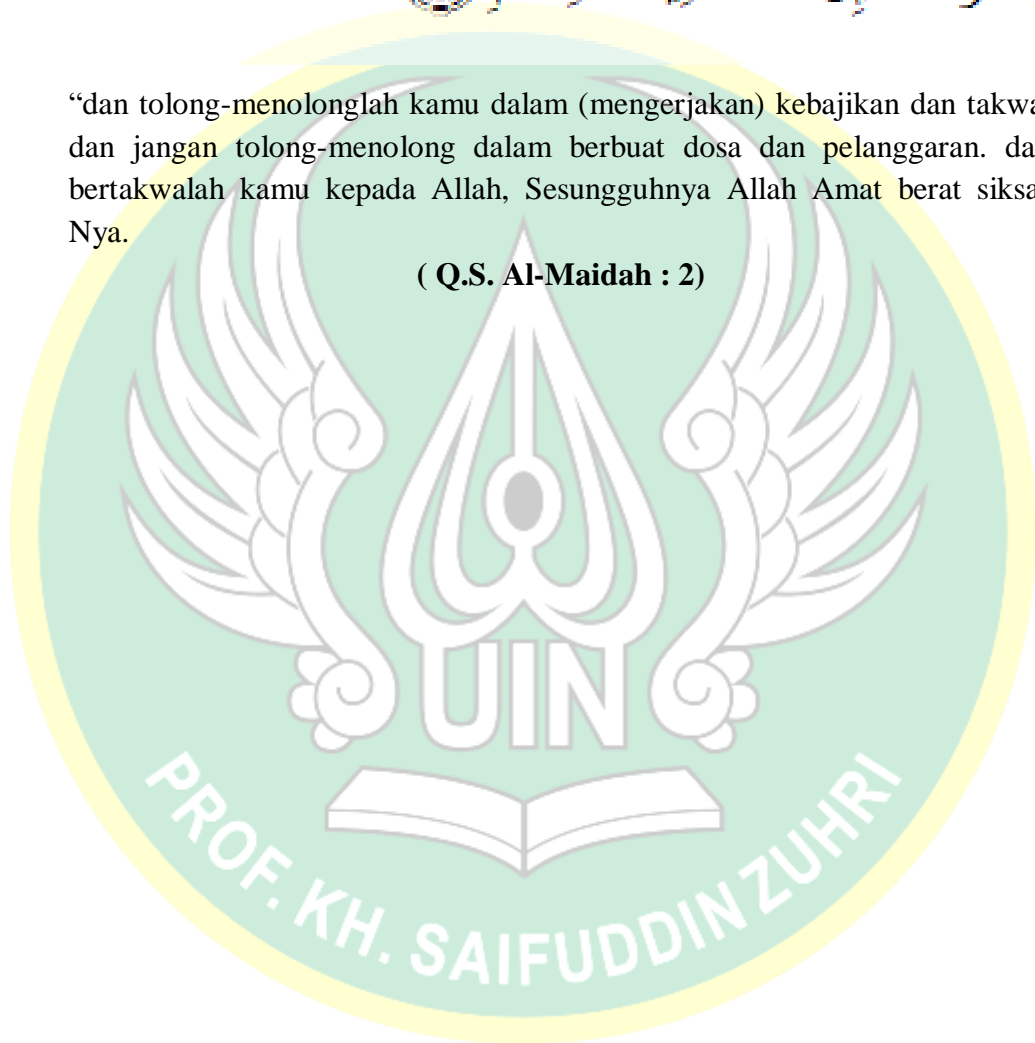 “dan tolong-menolonglah kamu dalam (mengerjakan) kebajikan dan takwa
dan jangan tolong-menolong dalam berbuat dosa dan pelanggaran. da
bertakwalah kamu kepada Allah, Sesungguhnya Allah Amat berat siksa
Nya.
( Q.S. Al-Maidah : 2)
UIN
PROF. KH. SAIFUDDIN ZUHRI